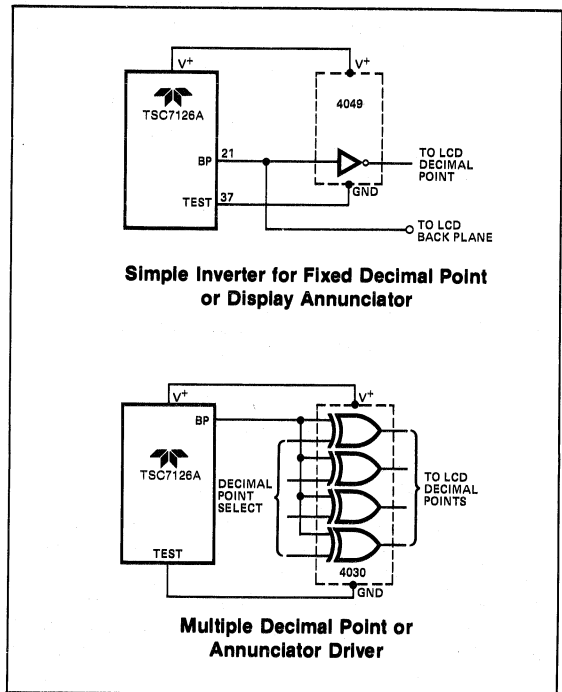 V+
V+
TSC7126A
4049
BP
21
TO LCD
DECIMAL
POINT
TEST
37
GND
TO LCD
BACK PLANE
Simple Inverter for Fixed Decimal Point
or Display Annunciator
V+
V+
BP
TSC7126A
DECIMAL
POINT
SELECT
TO LCD
DECIMAL
POINTS
TEST
4030
GND
Multiple Decimal Point or
Annunciator Driver